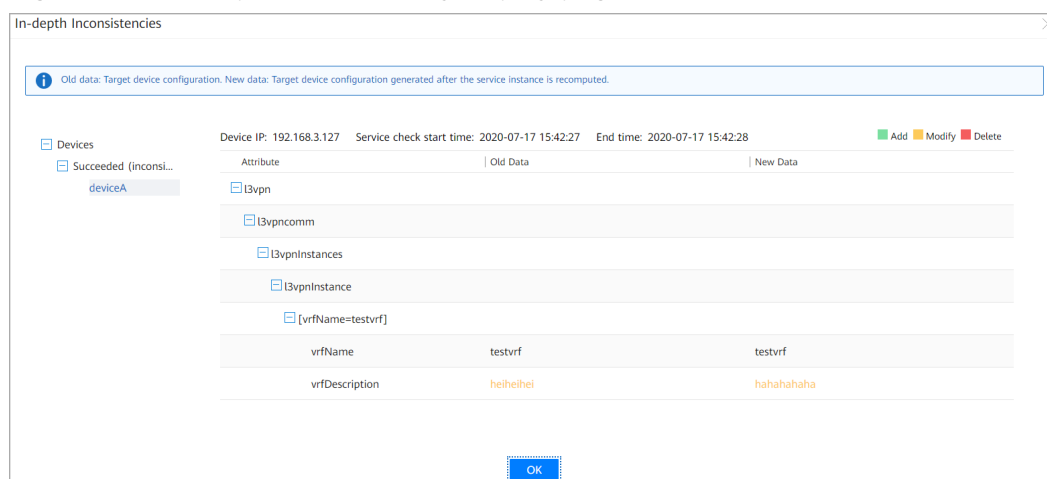 In-depth Inconsistencies
Old data: Target device configuration. New data: Target device configuration generated after the service instance is recomputed.
Devices
Succeeded (inconsi...
deviceA
Device IP: 192.168.3.127 Service check start time: 2020-07-17 15:42:27 End time: 2020-07-17 15:42:28 Add Modify Delete
Attribute Old Data New Data
l3vpn
l3vpncomm
l3vpnInstances
l3vpnInstance
[vrfName=testvrf]
vrfName testvrf testvrf
vrfDescription heiheihei hahahahaha
OK